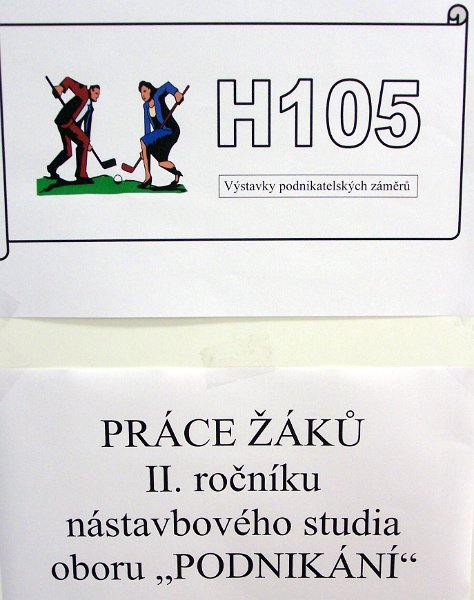 H105
Výstavky podnikatelských záměrů
PRÁCE ŽÁKŮ
II. ročníku
nástavbového studia
oboru „PODNIKÁNÍ“